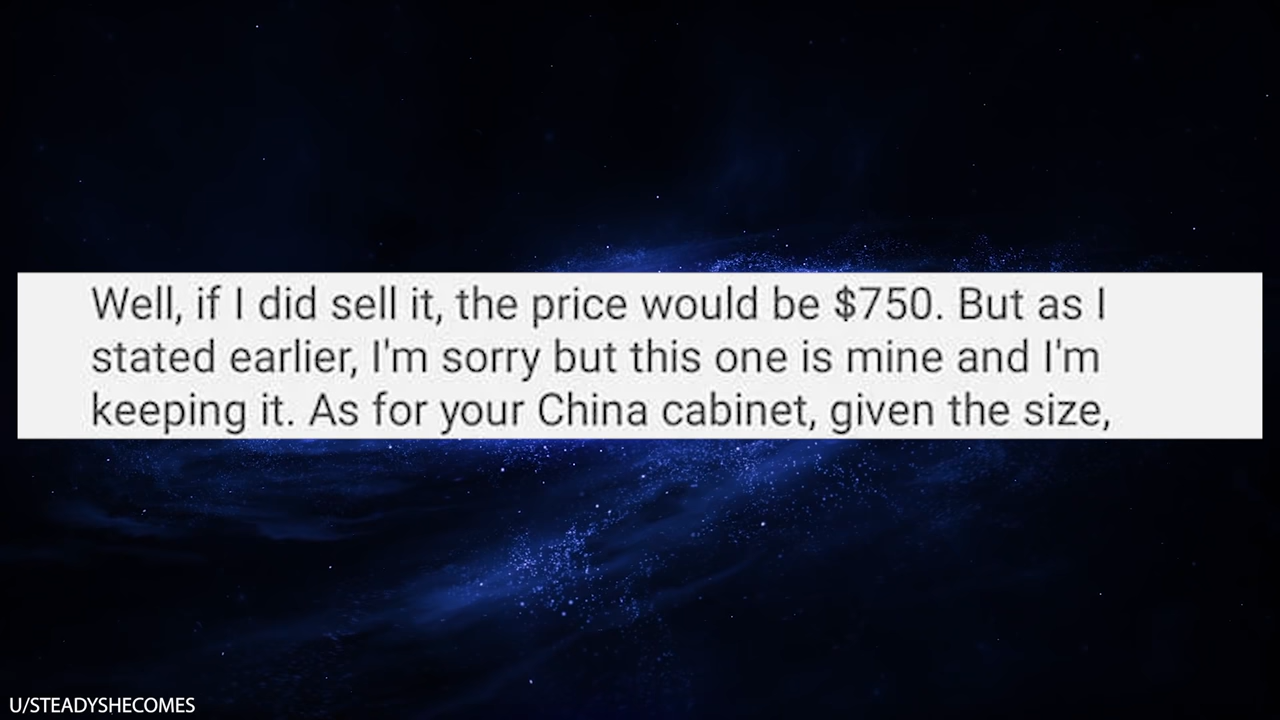 Well, if I did sell it, the price would be $750. But as I
stated earlier, I'm sorry but this one is mine and I'm
keeping it. As for your China cabinet, given the size,
U/STEADYSHECOMES